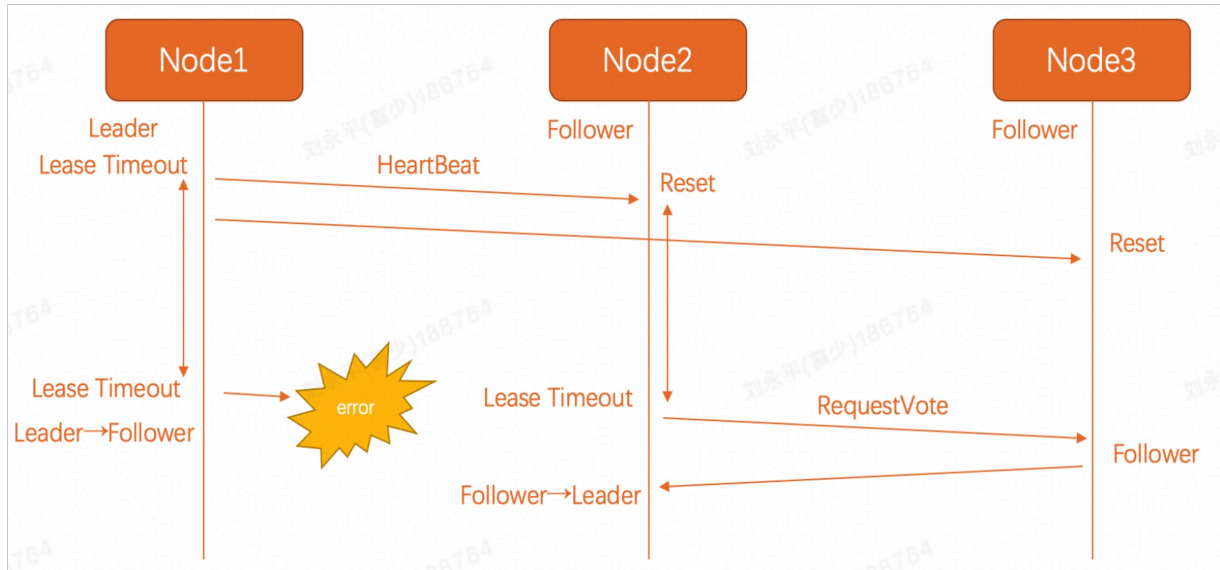 Node1
Node2
Node3
Leader
Follower
Follower
Lease Timeout
HeartBeat
Reset
Reset
Lease Timeout
error
Lease Timeout
RequestVote
Leader→Follower
Follower
Follower→Leader